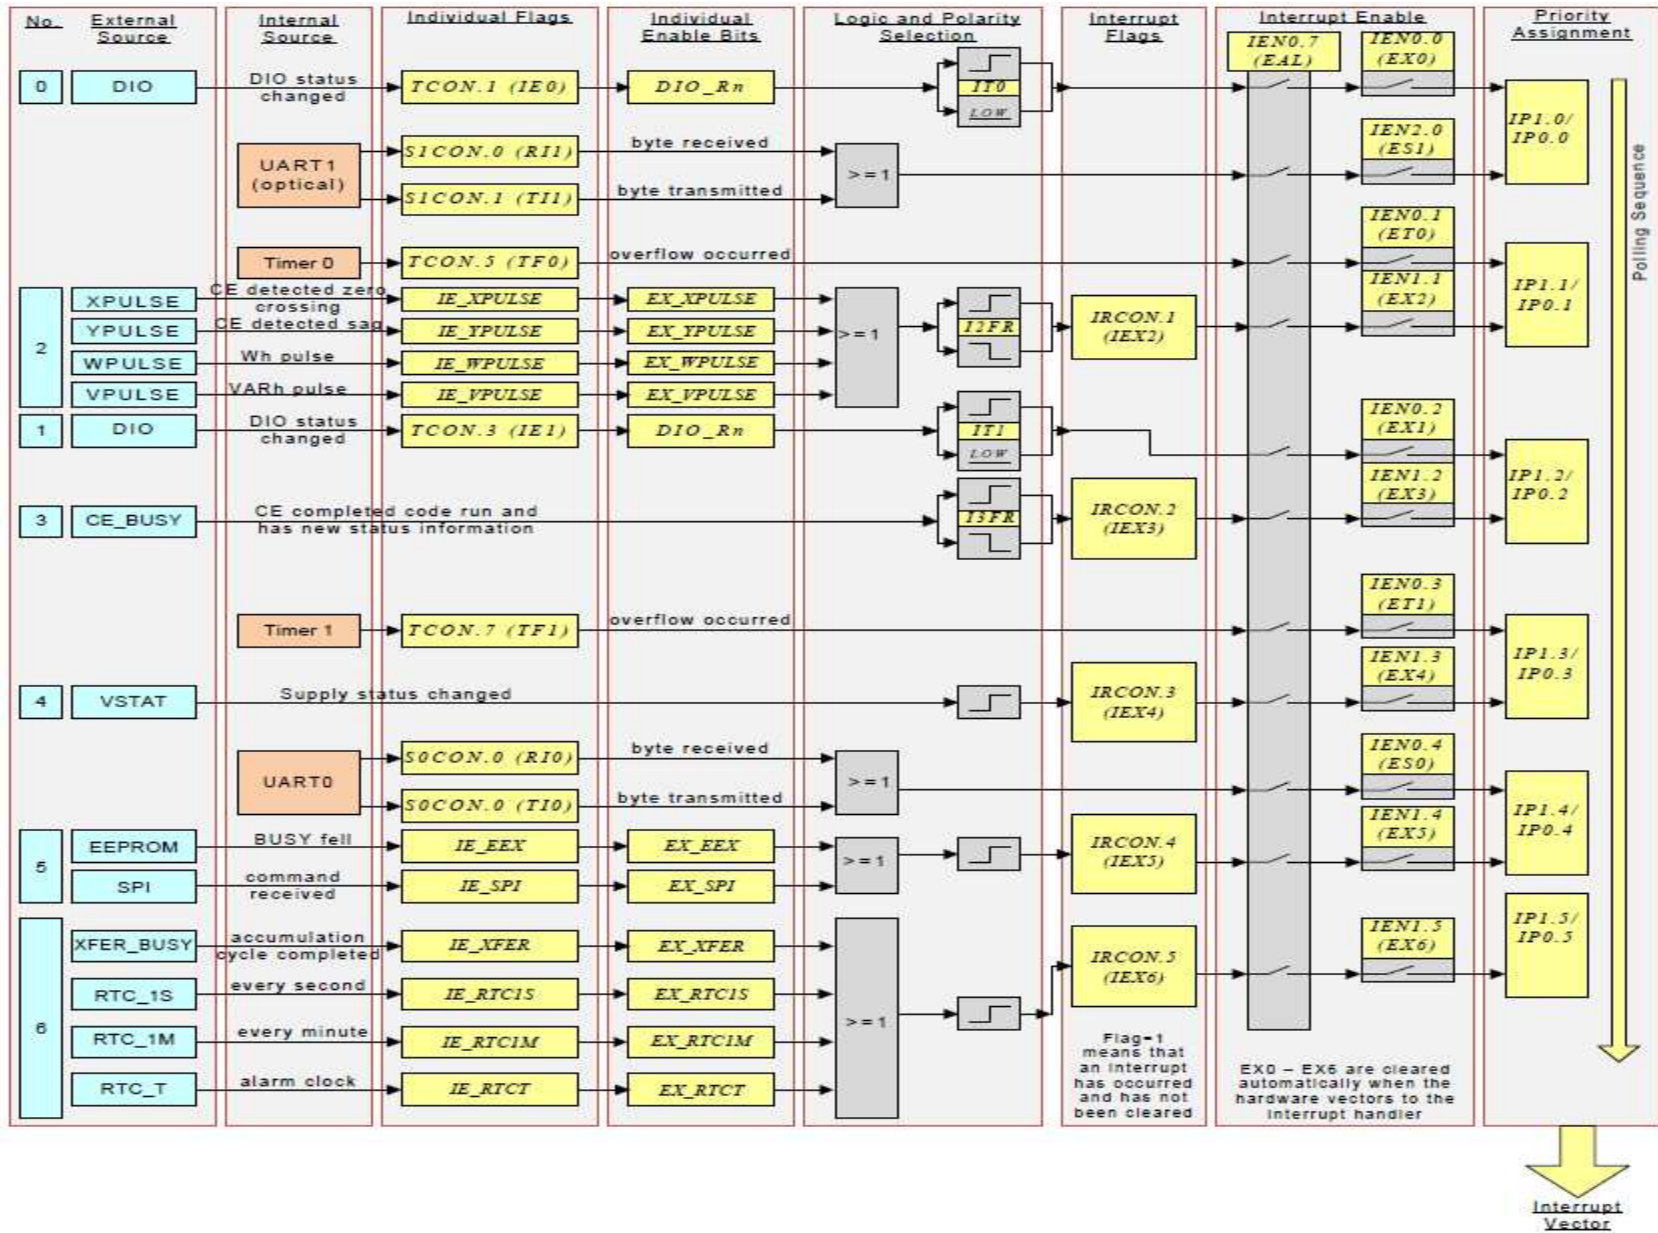 No.
External
Source
Internal
Source
Individual Flags
Individual
Enable Bits
Logic and Polarity
Selection
Interrupt
Flags
Interrupt Enable
Priority
Assignment
IEN0.7
(EAL)
IEN0.0
(EX0)
0
DIO
DIO status
changed
TCON.1 (IE0)
DIO_Rn
IT0
LOW
IP1.0/
IP0.0
UART1
(optical)
S1CON.0 (RI1)
byte received
S1CON.1 (TI1)
byte transmitted
>=1
IEN2.0
(ES1)
Polling Sequence
Timer 0
TCON.5 (TF0)
overflow occurred
IEN0.1
(ET0)
IP1.1/
IP0.1
2
XPULSE
CE detected zero
crossing
IE_XPULSE
EX_XPULSE
YPULSE
CE detected sag
IE_YPULSE
EX_YPULSE
WPULSE
Wh pulse
IE_WPULSE
EX_WPULSE
VPULSE
VARh pulse
IE_VPULSE
EX_VPULSE
>=1
I2FR
IRCON.1
(IEX2)
IEN1.1
(EX2)
1
DIO
DIO status
changed
TCON.3 (IE1)
DIO_Rn
IT1
LOW
IEN0.2
(EX1)
IP1.2/
IP0.2
3
CE_BUSY
CE completed code run and
has new status information
I3FR
IRCON.2
(IEX3)
IEN1.2
(EX3)
Timer 1
TCON.7 (TF1)
overflow occurred
IEN0.3
(ET1)
IP1.3/
IP0.3
4
VSTAT
Supply status changed
IRCON.3
(IEX4)
IEN1.3
(EX4)
UART0
S0CON.0 (RI0)
byte received
S0CON.0 (TI0)
byte transmitted
>=1
IEN0.4
(ES0)
IP1.4/
IP0.4
5
EEPROM
BUSY fell
IE_EEX
EX_EEX
SPI
command
received
IE_SPI
EX_SPI
>=1
IRCON.4
(IEX5)
IEN1.4
(EX5)
6
XFER_BUSY
accumulation
cycle completed
IE_XFER
EX_XFER
RTC_1S
every second
IE_RTC1S
EX_RTC1S
RTC_1M
every minute
IE_RTC1M
EX_RTC1M
RTC_T
alarm clock
IE_RTCT
EX_RTCT
>=1
IRCON.5
(IEX6)
IEN1.5
(EX6)
IP1.5/
IP0.5
Flag=1
means that
an interrupt
has occurred
and has not
been cleared
EX0 – EX6 are cleared
automatically when the
hardware vectors to the
interrupt handler
Interrupt
Vector